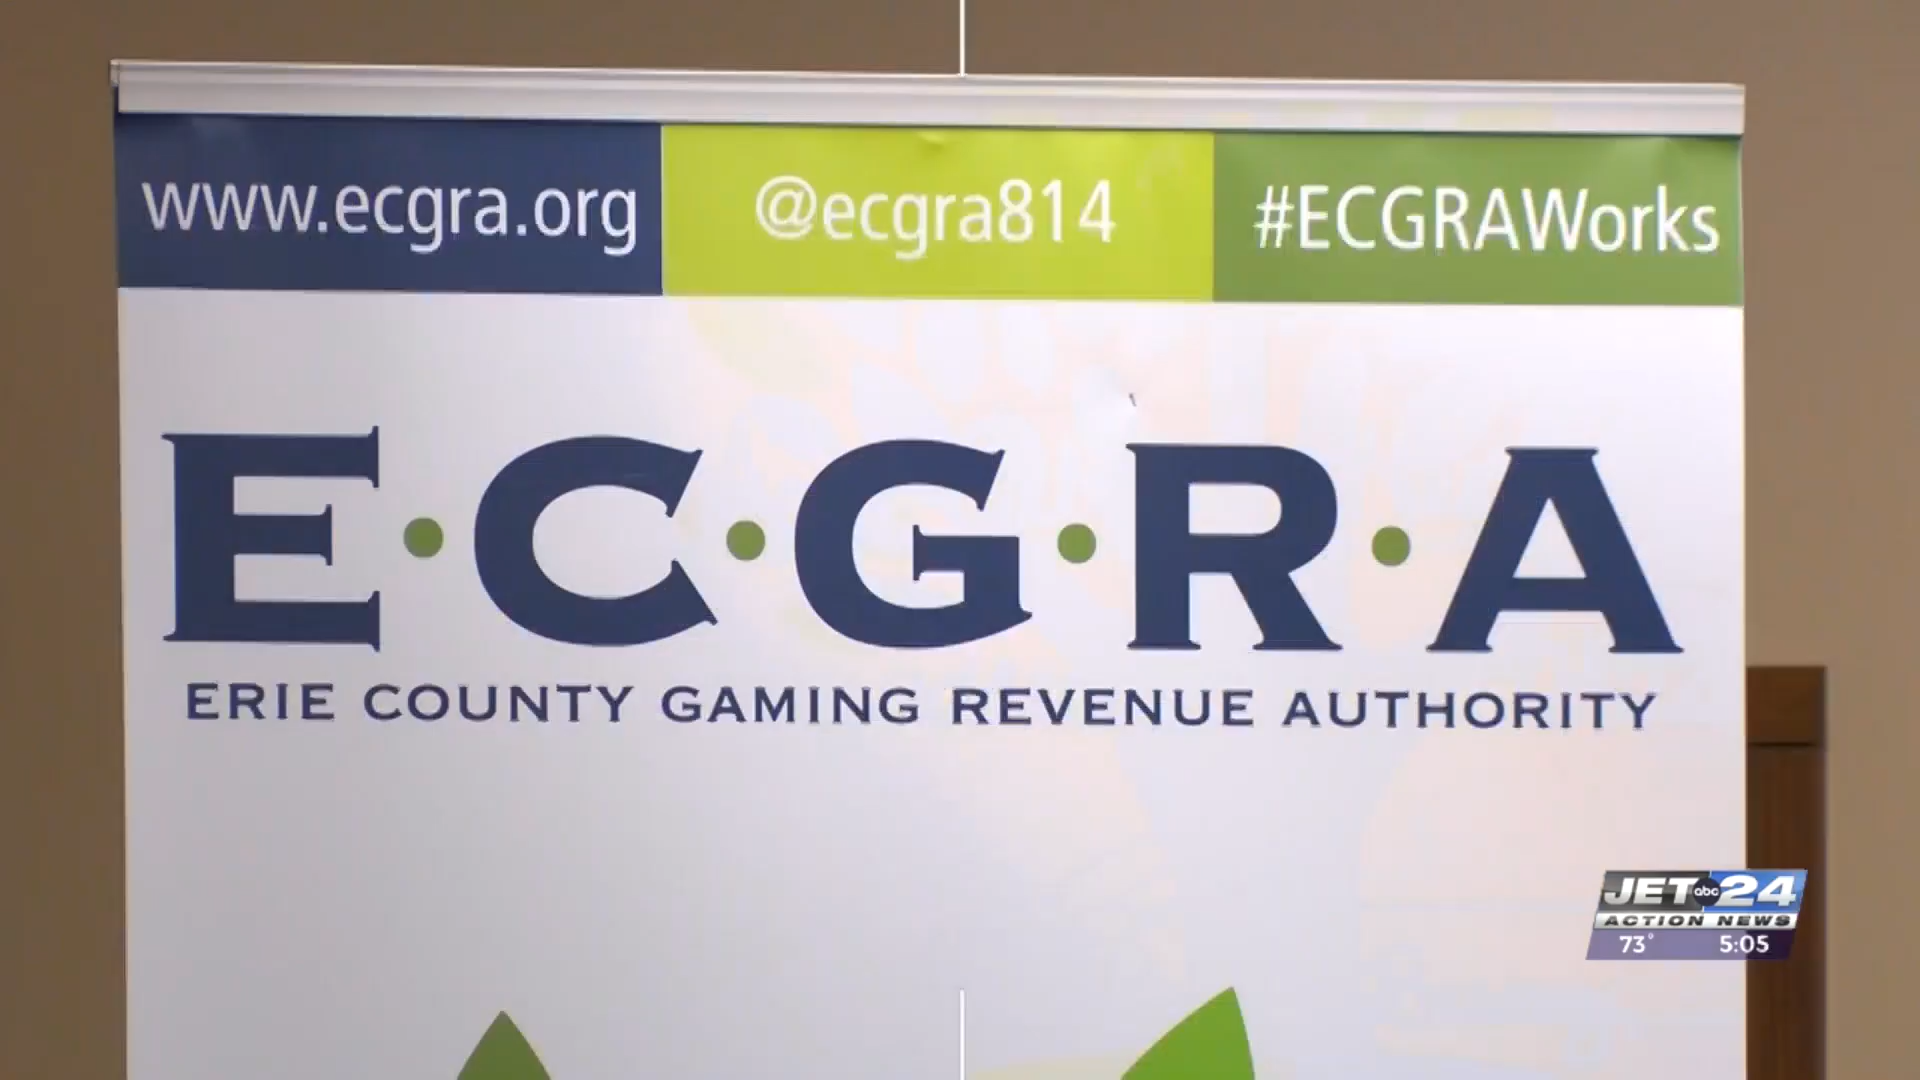 www.ecgra.org @ecgra814 #ECGRAWorks
E·C·G·R·A
ERIE COUNTY GAMING REVENUE AUTHORITY
JET abc 24
ACTION NEWS
73° 5:05